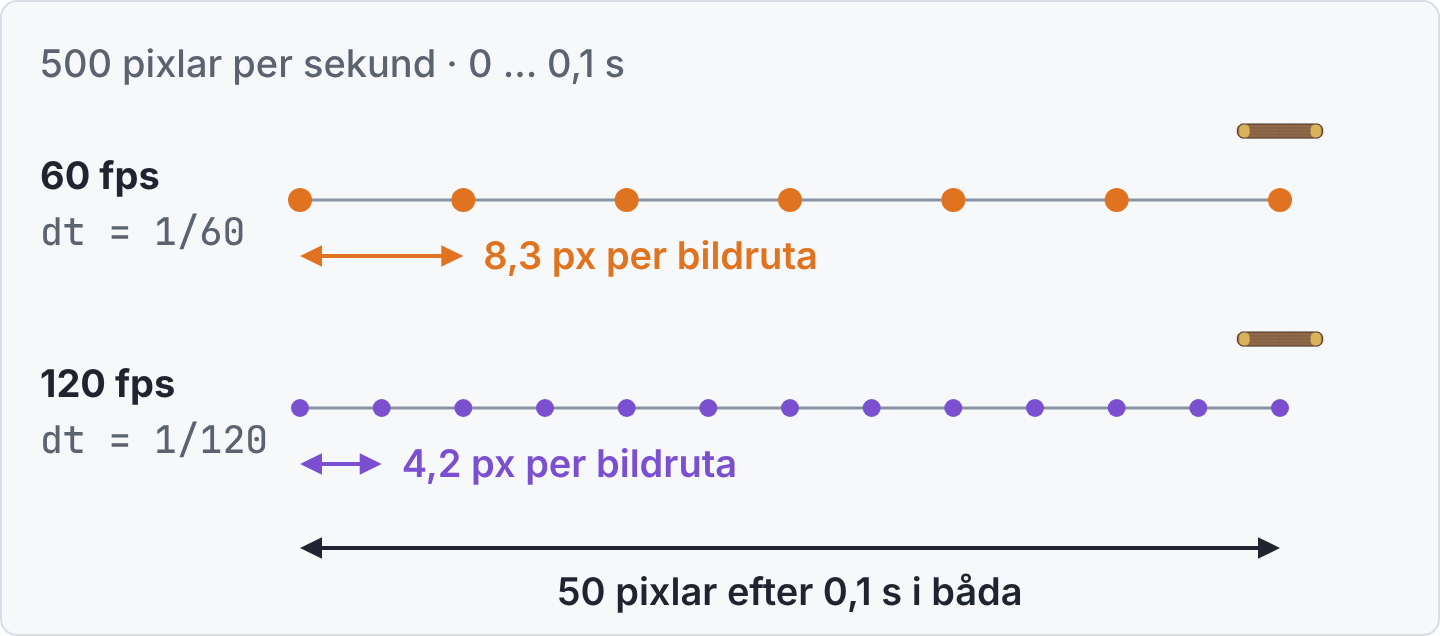 500 pixlar per sekund · 0 … 0,1 s
60 fps
dt = 1/60
8,3 px per bildruta
120 fps
dt = 1/120
4,2 px per bildruta
50 pixlar efter 0,1 s i båda